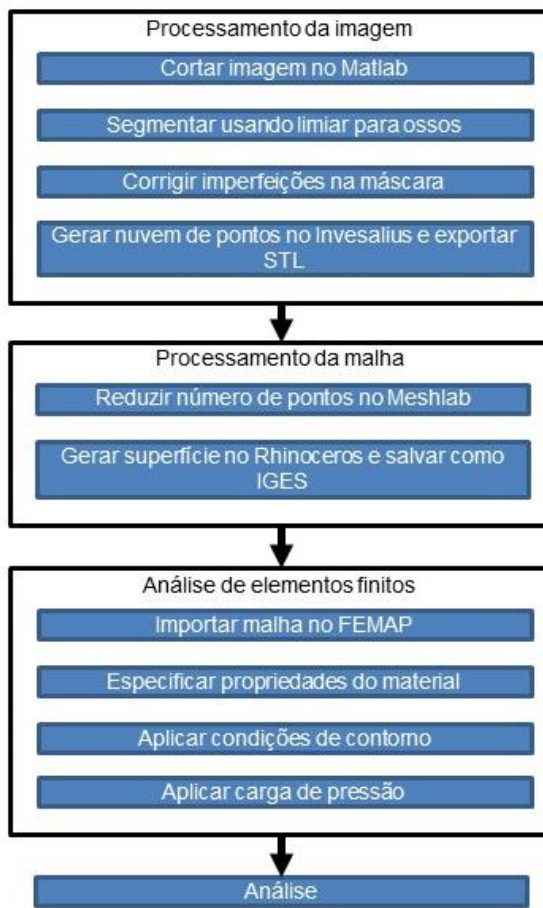 Processamento da imagem
Cortar imagem no Matlab
Segmentar usando limiar para ossos
Corrigir imperfeições na máscara
Gerar nuvem de pontos no Invesalius e exportar
STL
Processamento da malha
Reduzir número de pontos no Meshlab
Gerar superfície no Rhinoceros e salvar como
IGES
Análise de elementos finitos
Importar malha no FEMAP
Especificar propriedades do material
Aplicar condições de contorno
Aplicar carga de pressão
Análise